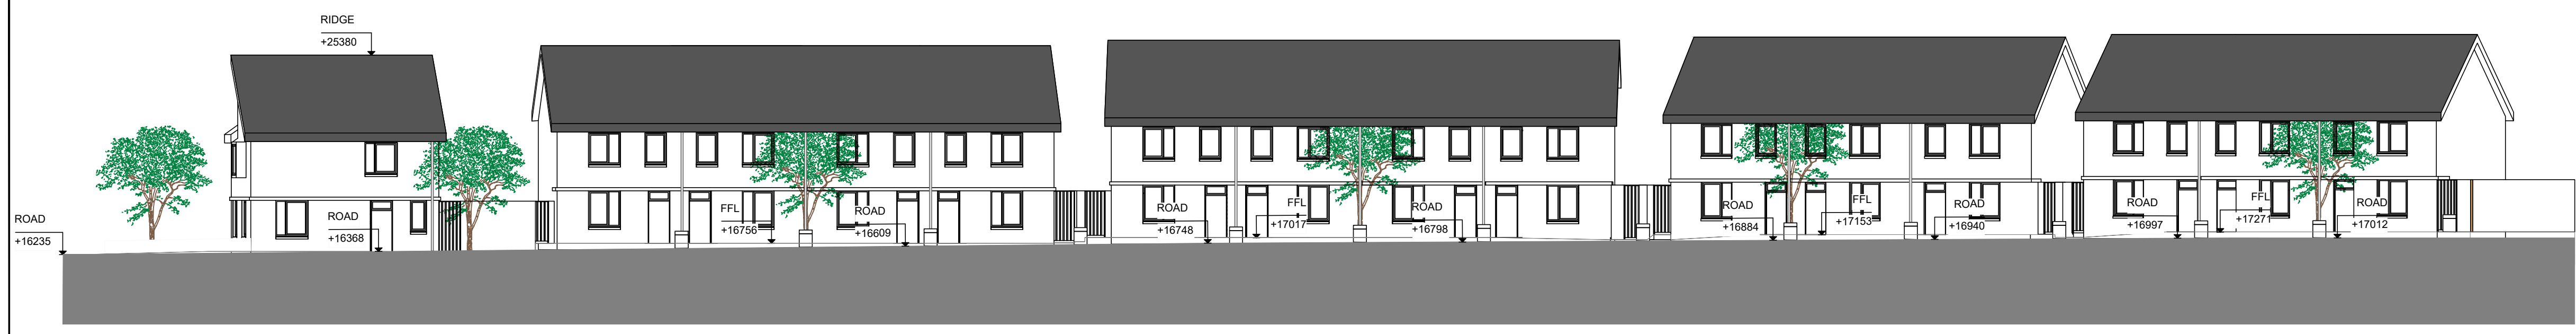 RIDGE
+25380
ROAD
+16235
ROAD
+16368
FFL
+16756
ROAD
+16609
ROAD
+16748
FFL
+17017
ROAD
+16798
ROAD
+16884
FFL
+17153
ROAD
+16940
ROAD
+16997
FFL
+17271
ROAD
+17012